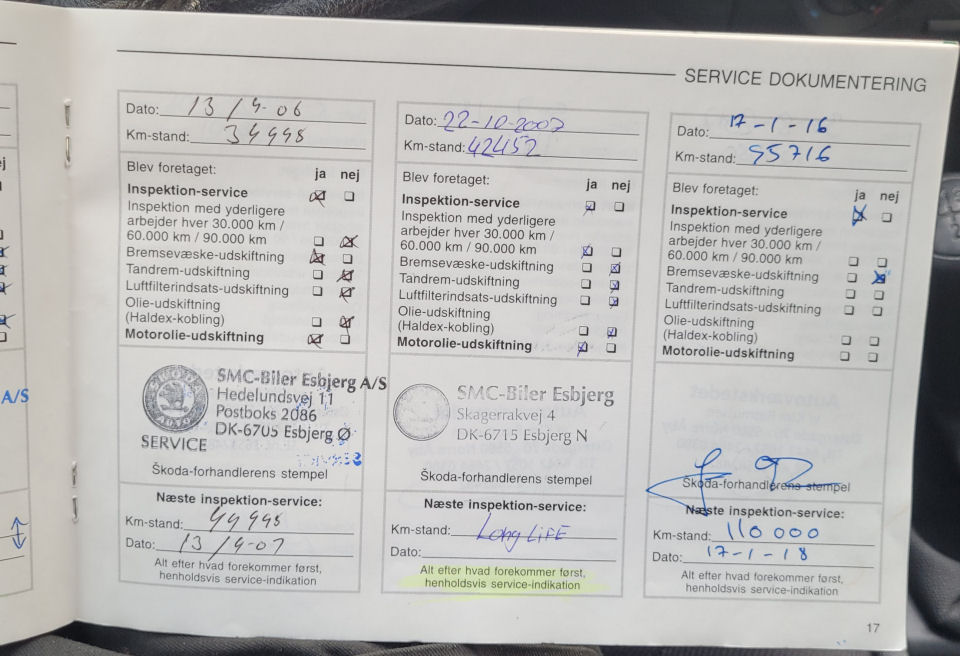 SERVICE DOKUMENTERING
Dato: 13/4-06
Km-stand: 34998
Blev foretaget:
ja nej
Inspektion-service
Inspektion med yderligere
arbejder hver 30.000 km /
60.000 km / 90.000 km
Bremsevæske-udskiftning
Tandrem-udskiftning
Luftfilterindsats-udskiftning
Olie-udskiftning
(Haldex-kobling)
Motorolie-udskiftning
SMC-Biler Esbjerg A/S
Hedelundsvej 11
Postboks 2086
DK-6705 Esbjerg Ø
SERVICE
Škoda-forhandlerens stempel
Næste inspektion-service:
Km-stand: 49998
Dato: 13/4-07
Alt efter hvad forekommer først,
henholdsvis service-indikation
Dato: 22-10-2007
Km-stand: 42452
Blev foretaget:
ja nej
Inspektion-service
Inspektion med yderligere
arbejder hver 30.000 km /
60.000 km / 90.000 km
Bremsevæske-udskiftning
Tandrem-udskiftning
Luftfilterindsats-udskiftning
Olie-udskiftning
(Haldex-kobling)
Motorolie-udskiftning
SMC-Biler Esbjerg
Skagerrakvej 4
DK-6715 Esbjerg N
Škoda-forhandlerens stempel
Næste inspektion-service:
Km-stand: Long LiFE
Dato:
Alt efter hvad forekommer først,
henholdsvis service-indikation
Dato: 17-1-16
Km-stand: 95716
Blev foretaget:
ja nej
Inspektion-service
Inspektion med yderligere
arbejder hver 30.000 km /
60.000 km / 90.000 km
Bremsevæske-udskiftning
Tandrem-udskiftning
Luftfilterindsats-udskiftning
Olie-udskiftning
(Haldex-kobling)
Motorolie-udskiftning
Škoda-forhandlerens stempel
Næste inspektion-service:
Km-stand: 110 000
Dato: 17-1-18
Alt efter hvad forekommer først,
henholdsvis service-indikation
17
A/S